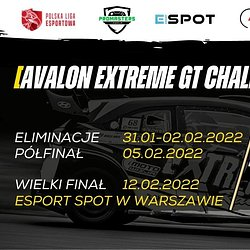 POLSKA LIGA
ESPORTOWA
PROMASTERS
ESPOT
[AVALON EXTREME GT CHAL
ELIMINACJE 31.01-02.02.2022
PÓŁFINAŁ 05.02.2022
WIELKI FINAŁ 12.02.2022
ESPORT SPOT W WARSZAWIE